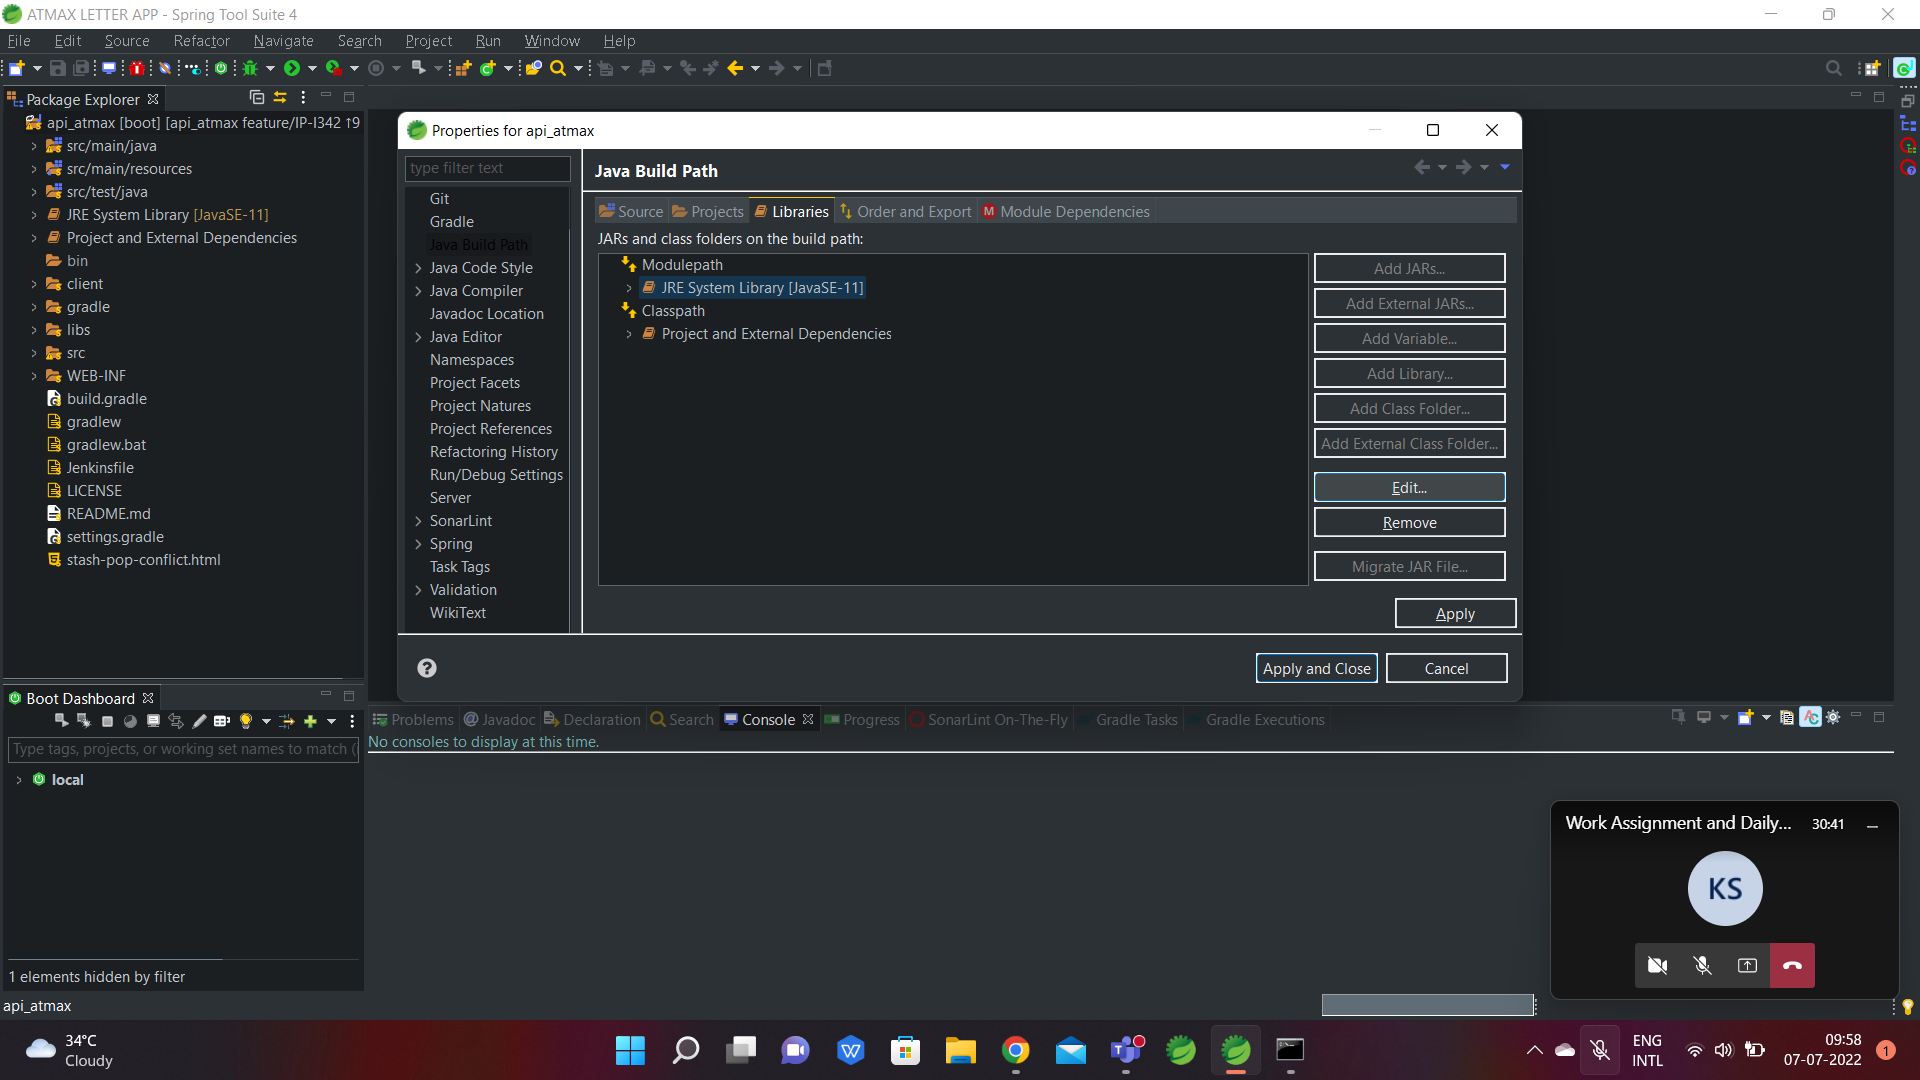 ATMAX LETTER APP - Spring Tool Suite 4
File Edit Source Refactor Navigate Search Project Run Window Help
Package Explorer
api_atmax [boot] [api_atmax feature/IP-I342 ↑9
src/main/java
src/main/resources
src/test/java
JRE System Library [JavaSE-11]
Project and External Dependencies
bin
client
gradle
libs
src
WEB-INF
build.gradle
gradlew
gradlew.bat
Jenkinsfile
LICENSE
README.md
settings.gradle
stash-pop-conflict.html
Properties for api_atmax
type filter text
Git
Gradle
Java Build Path
Java Code Style
Java Compiler
Javadoc Location
Java Editor
Namespaces
Project Facets
Project Natures
Project References
Refactoring History
Run/Debug Settings
Server
SonarLint
Spring
Task Tags
Validation
WikiText
Java Build Path
Source Projects Libraries Order and Export Module Dependencies
JARs and class folders on the build path:
Modulepath
JRE System Library [JavaSE-11]
Classpath
Project and External Dependencies
Add JARs...
Add External JARs...
Add Variable...
Add Library...
Add Class Folder...
Add External Class Folder...
Edit...
Remove
Migrate JAR File...
Apply
Apply and Close Cancel
Boot Dashboard
Type tags, projects, or working set names to match (i
local
1 elements hidden by filter
api_atmax
Problems Javadoc Declaration Search Console Progress SonarLint On-The-Fly Gradle Tasks Gradle Executions
No consoles to display at this time.
Work Assignment and Daily... 30:41
KS
34°C
Cloudy
ENG
INTL
09:58
07-07-2022
1